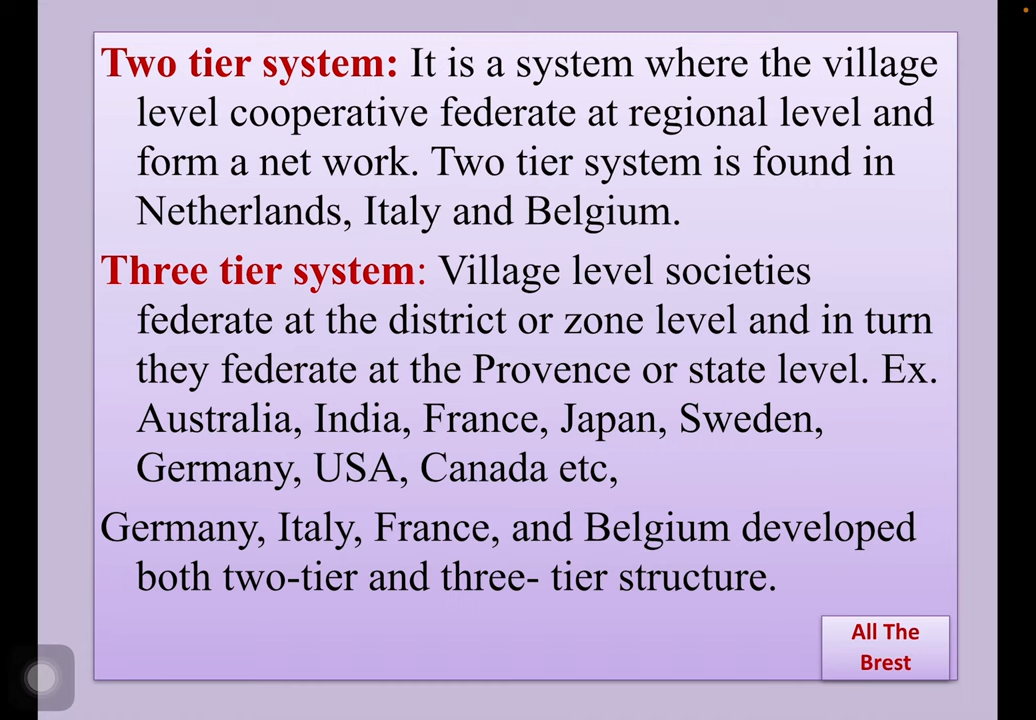 Two tier system: It is a system where the village
level cooperative federate at regional level and
form a net work. Two tier system is found in
Netherlands, Italy and Belgium.
Three tier system: Village level societies
federate at the district or zone level and in turn
they federate at the Provence or state level. Ex.
Australia, India, France, Japan, Sweden,
Germany, USA, Canada etc,
Germany, Italy, France, and Belgium developed
both two-tier and three- tier structure.
All The
Brest